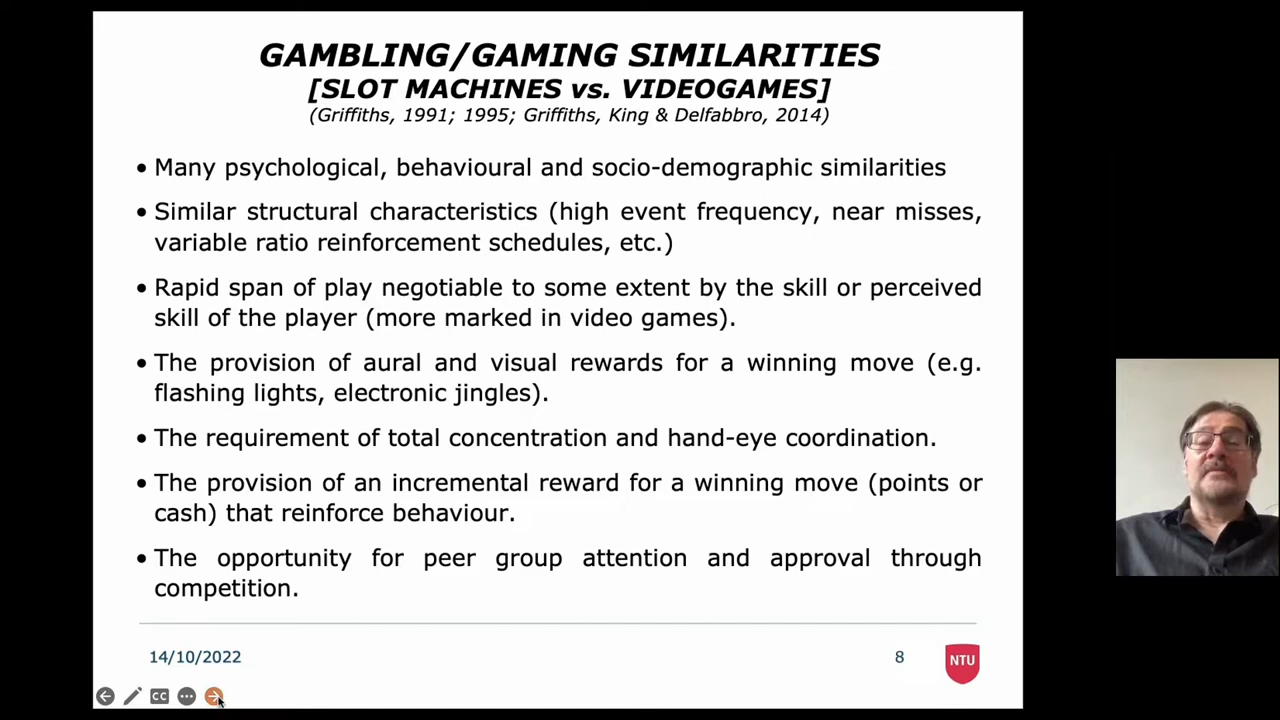 GAMBLING/GAMING SIMILARITIES
[SLOT MACHINES vs. VIDEOGAMES]
(Griffiths, 1991; 1995; Griffiths, King & Delfabbro, 2014)
• Many psychological, behavioural and socio-demographic similarities
• Similar structural characteristics (high event frequency, near misses,
variable ratio reinforcement schedules, etc.)
• Rapid span of play negotiable to some extent by the skill or perceived
skill of the player (more marked in video games).
• The provision of aural and visual rewards for a winning move (e.g.
flashing lights, electronic jingles).
• The requirement of total concentration and hand-eye coordination.
• The provision of an incremental reward for a winning move (points or
cash) that reinforce behaviour.
• The opportunity for peer group attention and approval through
competition.
14/10/2022
8
NTU
CC